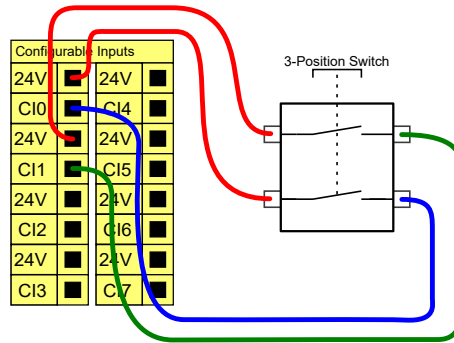 Configurable Inputs
3-Position Switch
24V 24V
CI0 CI4
24V 24V
CI1 CI5
24V 24V
CI2 CI6
24V 24V
CI3 CI7